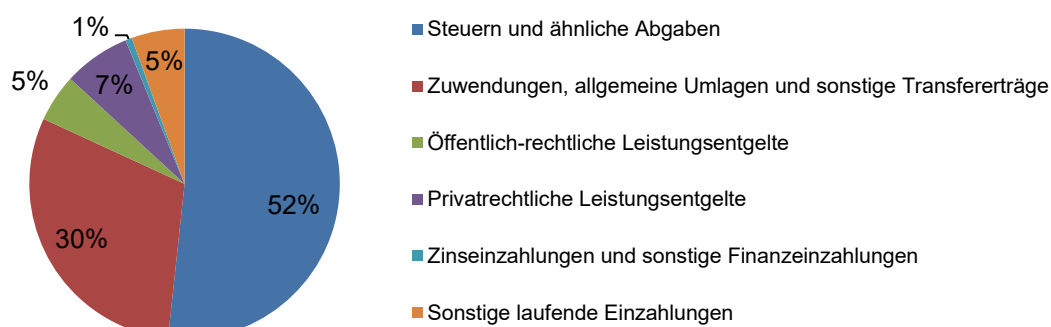 1%
5%
5%
7%
52%
30%
Steuern und ähnliche Abgaben
Zuwendungen, allgemeine Umlagen und sonstige Transfererträge
Öffentlich-rechtliche Leistungsentgelte
Privatrechtliche Leistungsentgelte
Zinseinzahlungen und sonstige Finanzeinzahlungen
Sonstige laufende Einzahlungen